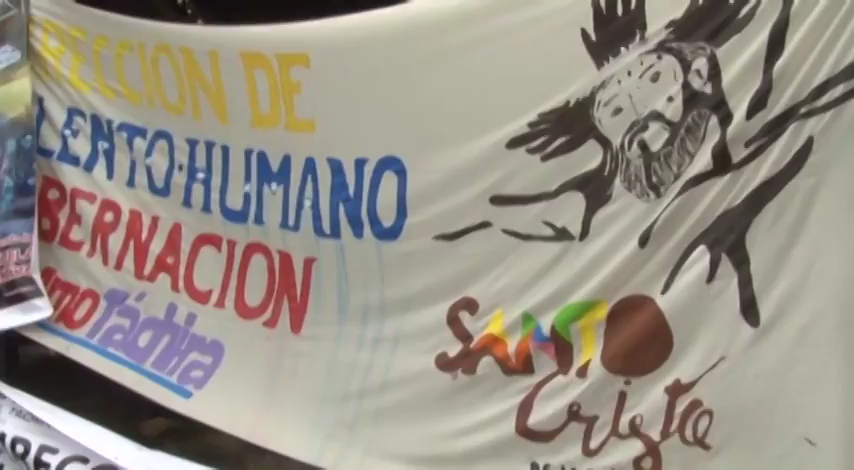 RECCION DE
LENTO·HUMANO
BERNACION
Táchira
SANTO
Cristo